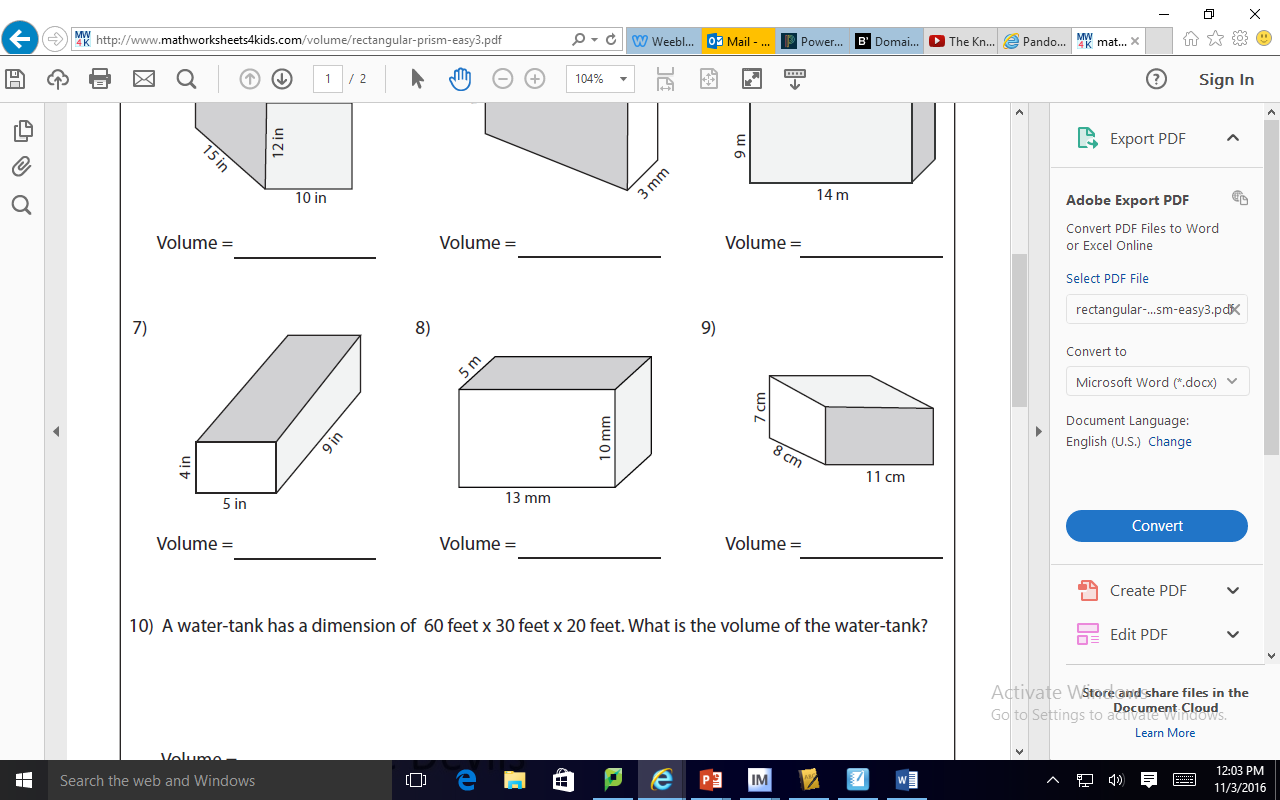 http://www.mathworksheets4kids.com/volume/rectangular-prism-easy3.pdf
Weebl...
Mail - ...
Power...
Domai...
The Kn...
Pando...
MW 4K mat...
1 / 2
104%
Sign In
15 in
12 in
10 in
3 mm
9 m
14 m
Volume =
Volume =
Volume =
7)
8)
9)
4 in
5 in
9 in
5 m
10 mm
13 mm
7 cm
8 cm
11 cm
Volume =
Volume =
Volume =
10) A water-tank has a dimension of 60 feet x 30 feet x 20 feet. What is the volume of the water-tank?
Volume =
Export PDF
Adobe Export PDF
Convert PDF Files to Word
or Excel Online
Select PDF File
rectangular-...sm-easy3.pdf
Convert to
Microsoft Word (*.docx)
Document Language:
English (U.S.) Change
Convert
Create PDF
Edit PDF
Store and share files in the
Document Cloud
Learn More
Activate Windows
Go to Settings to activate Windows.
Search the web and Windows
IM
12:03 PM
11/3/2016